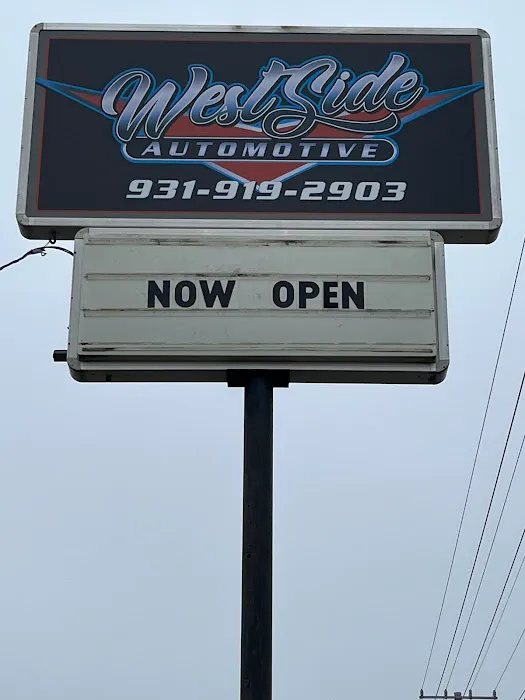 WestSide
AUTOMOTIVE
931-919-2903
NOW OPEN